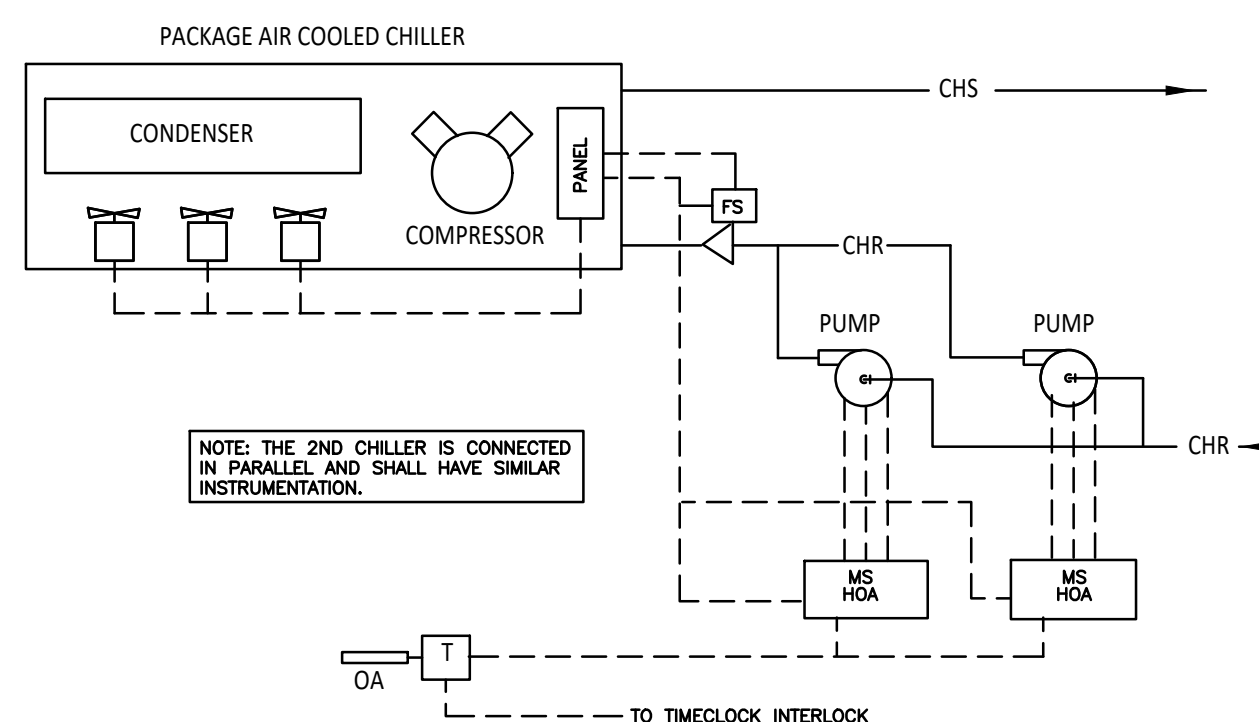 PACKAGE AIR COOLED CHILLER
CHS
CONDENSER
PANEL
COMPRESSOR
FS
CHR
PUMP
PUMP
NOTE: THE 2ND CHILLER IS CONNECTED
IN PARALLEL AND SHALL HAVE SIMILAR
INSTRUMENTATION.
CHR
MS
HOA
MS
HOA
T
OA
TO TIMECLOCK INTERLOCK